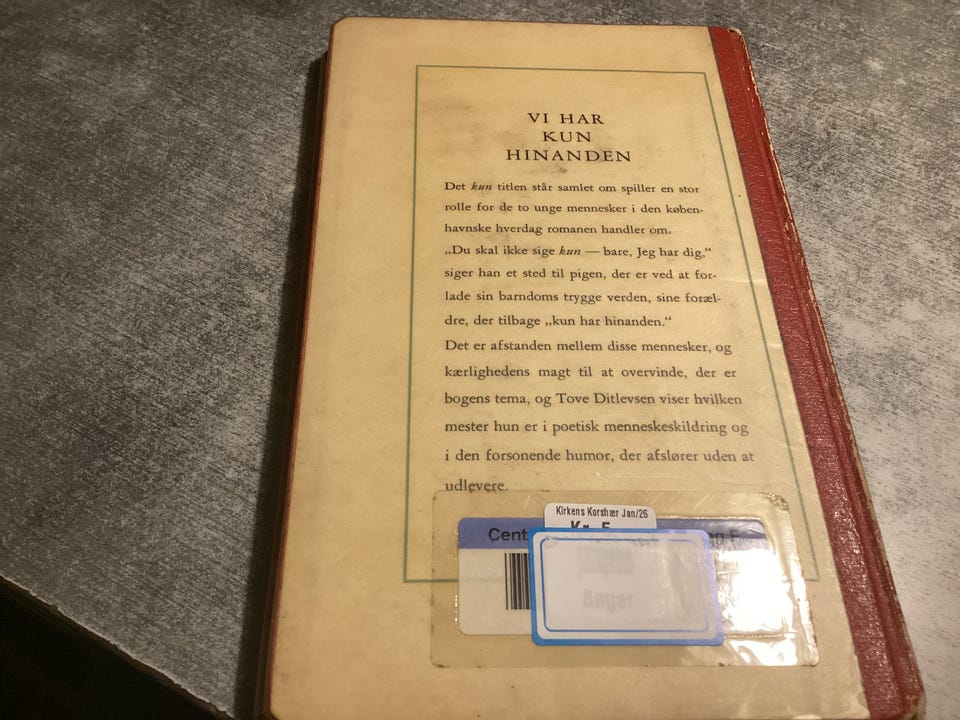 VI HAR
KUN
HINANDEN
Det kun titlen står samlet om spiller en stor
rolle for de to unge mennesker i den køben-
havnske hverdag romanen handler om.
„Du skal ikke sige kun — bare, Jeg har dig,“
siger han et sted til pigen, der er ved at for-
lade sin barndoms trygge verden, sine foræl-
dre, der tilbage „kun har hinanden.“
Det er afstanden mellem disse mennesker, og
kærlighedens magt til at overvinde, der er
bogens tema, og Tove Ditlevsen viser hvilken
mester hun er i poetisk menneskeskildring og
i den forsonende humor, der afslører uden at
udlevere.
Kirkens Korshær Jan/26
Cent
Bøger